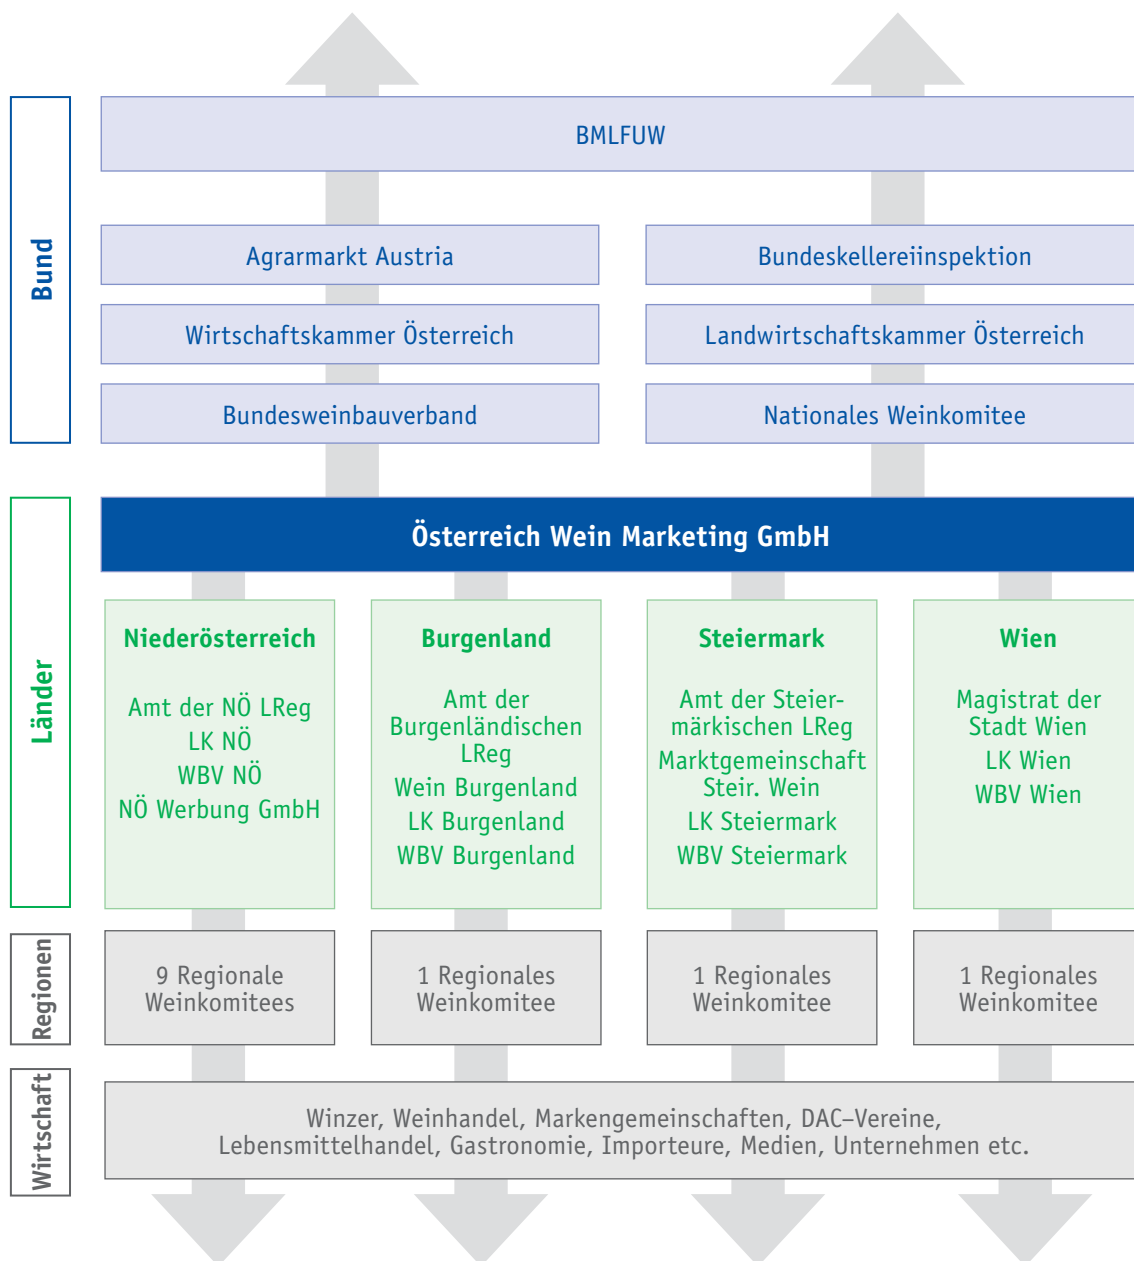 Bund
BMLFUW
Agrarmarkt Austria
Bundeskellereiinspektion
Wirtschaftskammer Österreich
Landwirtschaftskammer Österreich
Bundesweinbauverband
Nationales Weinkomitee
Länder
Österreich Wein Marketing GmbH
Niederösterreich
Amt der NÖ LReg
LK NÖ
WBV NÖ
NÖ Werbung GmbH
Burgenland
Amt der
Burgenländischen
LReg
Wein Burgenland
LK Burgenland
WBV Burgenland
Steiermark
Amt der Steier-
märkischen LReg
Marktgemeinschaft
Steir. Wein
LK Steiermark
WBV Steiermark
Wien
Magistrat der
Stadt Wien
LK Wien
WBV Wien
Regionen
9 Regionale
Weinkomitees
1 Regionales
Weinkomitee
1 Regionales
Weinkomitee
1 Regionales
Weinkomitee
Wirtschaft
Winzer, Weinhandel, Markengemeinschaften, DAC–Vereine,
Lebensmittelhandel, Gastronomie, Importeure, Medien, Unternehmen etc.